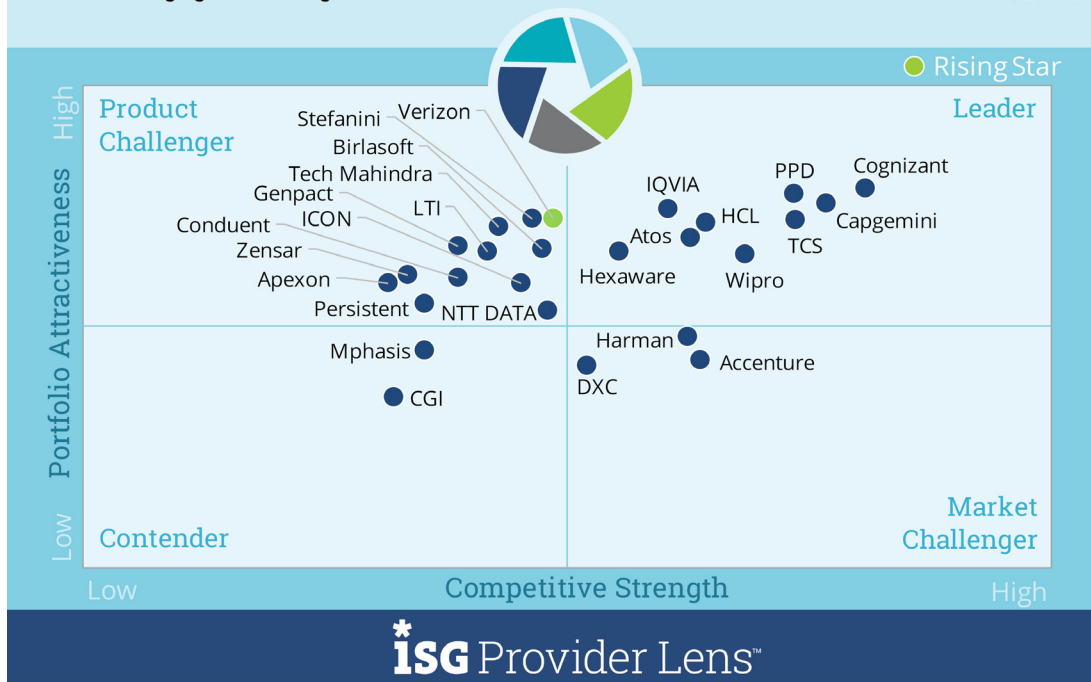 Rising Star
High
Product
Challenger
Leader
Stefanini
Verizon
Birlasoft
Tech Mahindra
Genpact
LTI
ICON
Conduent
Zensar
Apexon
Persistent
NTT DATA
IQVIA
PPD
Cognizant
HCL
Capgemini
Atos
TCS
Hexaware
Wipro
Portfolio Attractiveness
Mphasis
CGI
Harman
Accenture
DXC
Low
Contender
Market
Challenger
Low
Competitive Strength
High
iSG Provider Lens™